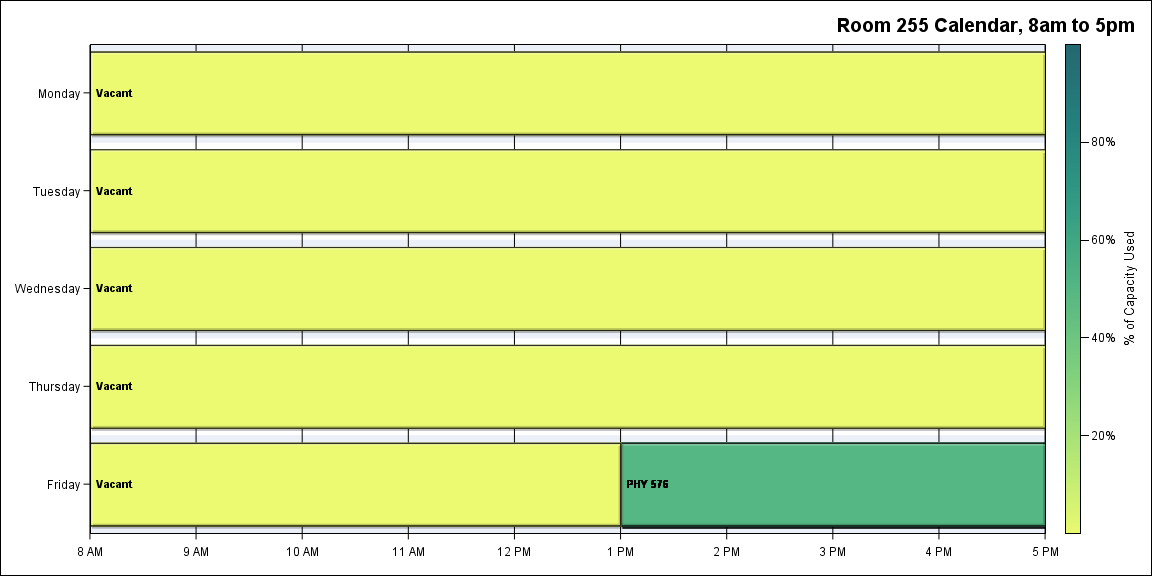 Room 255 Calendar, 8am to 5pm
Monday
Vacant
Tuesday
Vacant
Wednesday
Vacant
Thursday
Vacant
Friday
Vacant
PHY 576
8 AM
9 AM
10 AM
11 AM
12 PM
1 PM
2 PM
3 PM
4 PM
5 PM
80%
60%
40%
20%
% of Capacity Used